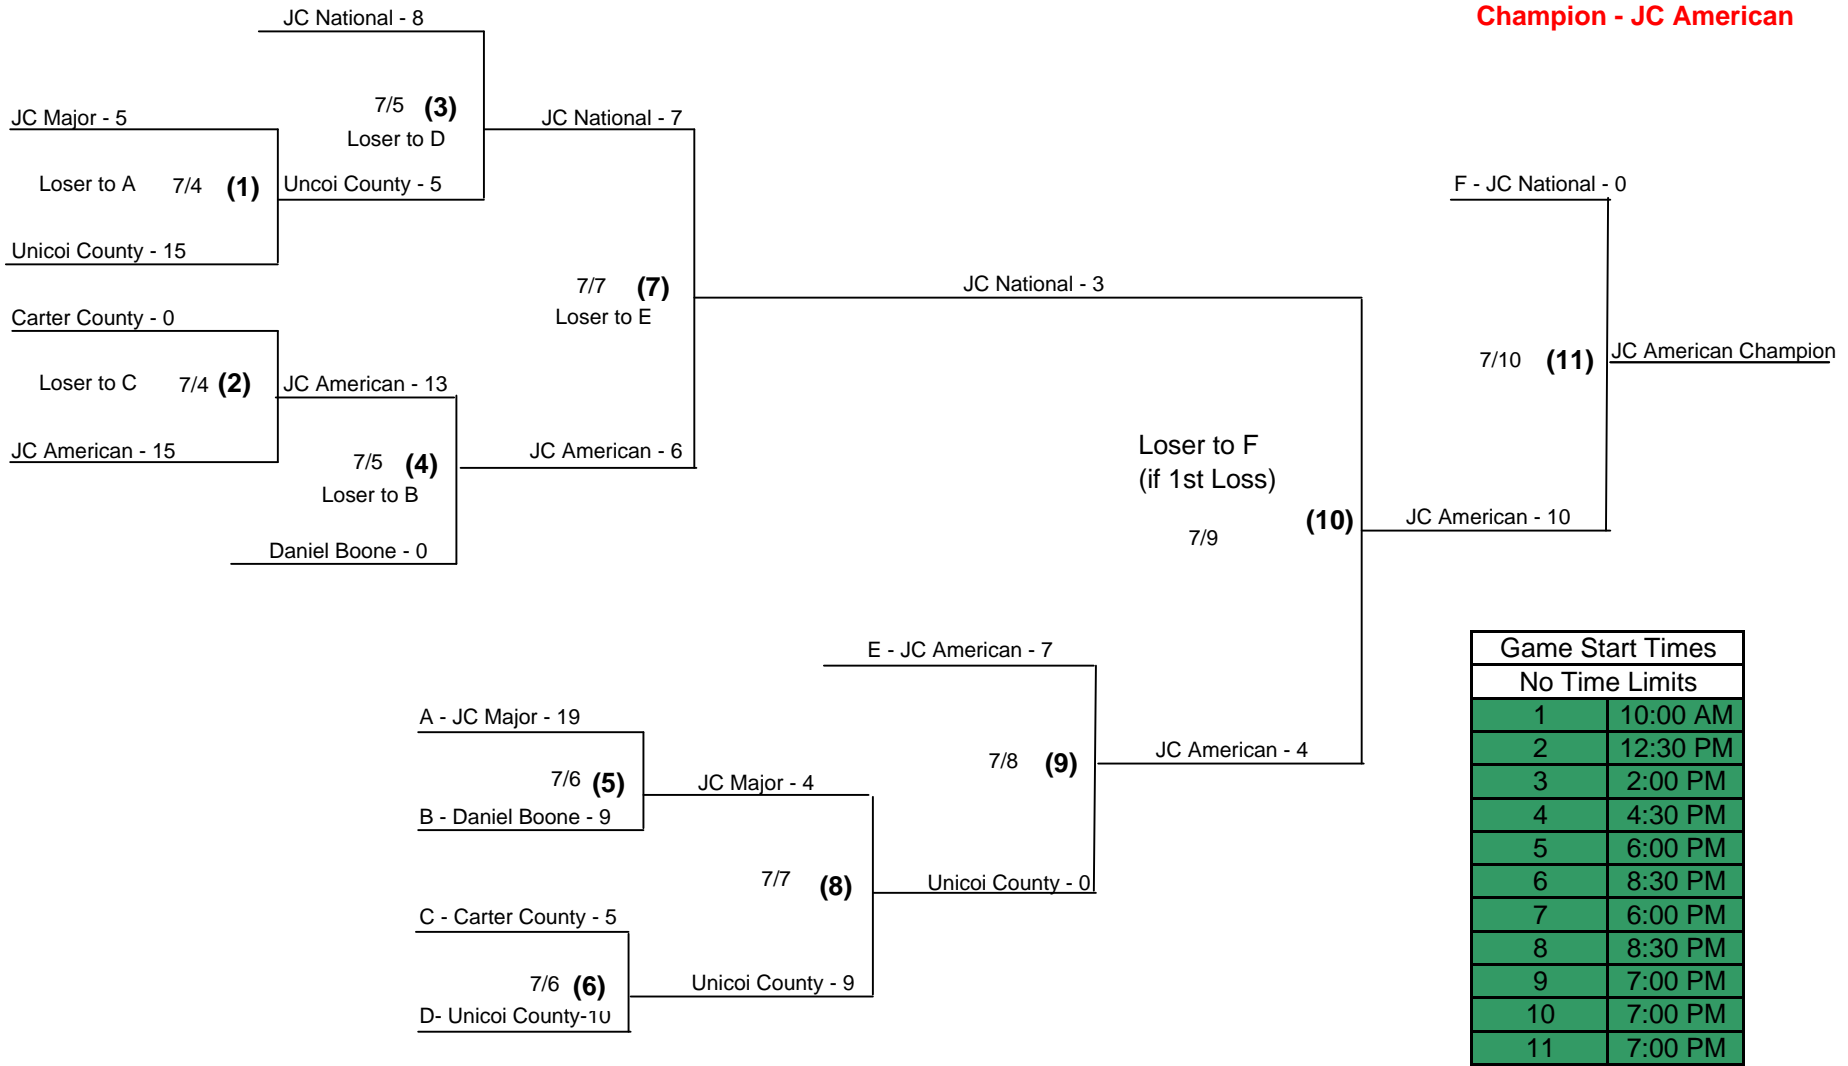 JC National - 8
Champion - JC American
7/5 (3)
JC Major - 5
JC National - 7
Loser to D
Loser to A 7/4 (1)
Uncoi County - 5
F - JC National - 0
Unicoi County - 15
7/7 (7)
JC National - 3
Carter County - 0
Loser to E
7/10 (11)
JC American Champion
Loser to C 7/4 (2)
JC American - 13
JC American - 15
7/5 (4)
JC American - 6
Loser to F
(if 1st Loss)
Loser to B
(10)
JC American - 10
7/9
Daniel Boone - 0
E - JC American - 7
A - JC Major - 19
7/6 (5)
JC Major - 4
7/8 (9)
JC American - 4
B - Daniel Boone - 9
7/7 (8)
Unicoi County - 0
C - Carter County - 5
7/6 (6)
Unicoi County - 9
D- Unicoi County-10
Game Start Times
No Time Limits
1 10:00 AM
2 12:30 PM
3 2:00 PM
4 4:30 PM
5 6:00 PM
6 8:30 PM
7 6:00 PM
8 8:30 PM
9 7:00 PM
10 7:00 PM
11 7:00 PM